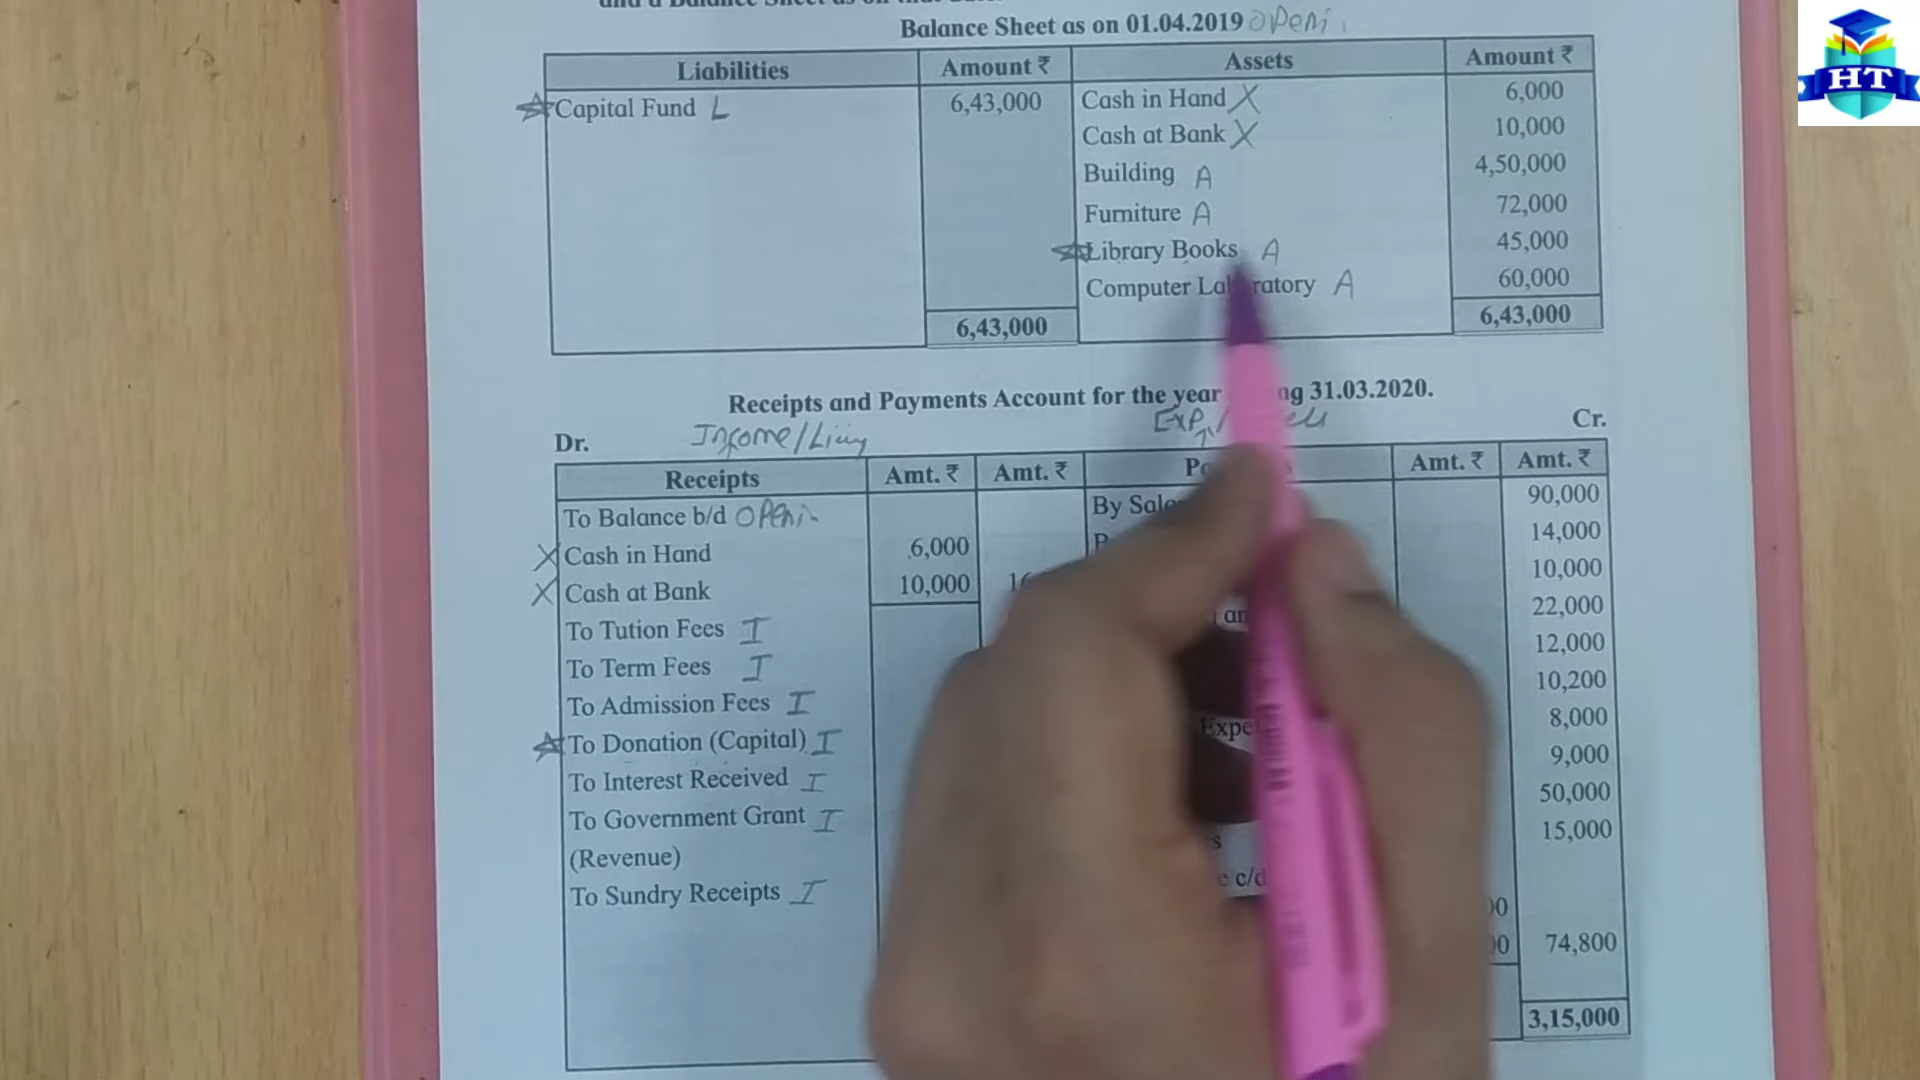 HT
Balance Sheet as on 01.04.2019
Liabilities Amount ₹ Assets Amount ₹
Capital Fund L 6,43,000 Cash in Hand X 6,000
Cash at Bank X 10,000
Building A 4,50,000
Furniture A 72,000
Library Books A 45,000
Computer A 60,000
6,43,000 6,43,000
Receipts and Payments Account for the year 31.03.2020.
Dr. Income/ Exp Cr.
Receipts Amt. ₹ Amt. ₹ Amt. ₹ Amt. ₹
To Balance b/d By 90,000
X Cash in Hand 6,000 14,000
X Cash at Bank 10,000 10,000
To Tution Fees I 22,000
To Term Fees I 12,000
To Admission Fees I 10,200
To Donation (Capital) I 8,000
To Interest Received I 9,000
To Government Grant I 50,000
(Revenue) 15,000
To Sundry Receipts I c/d
74,800
3,15,000